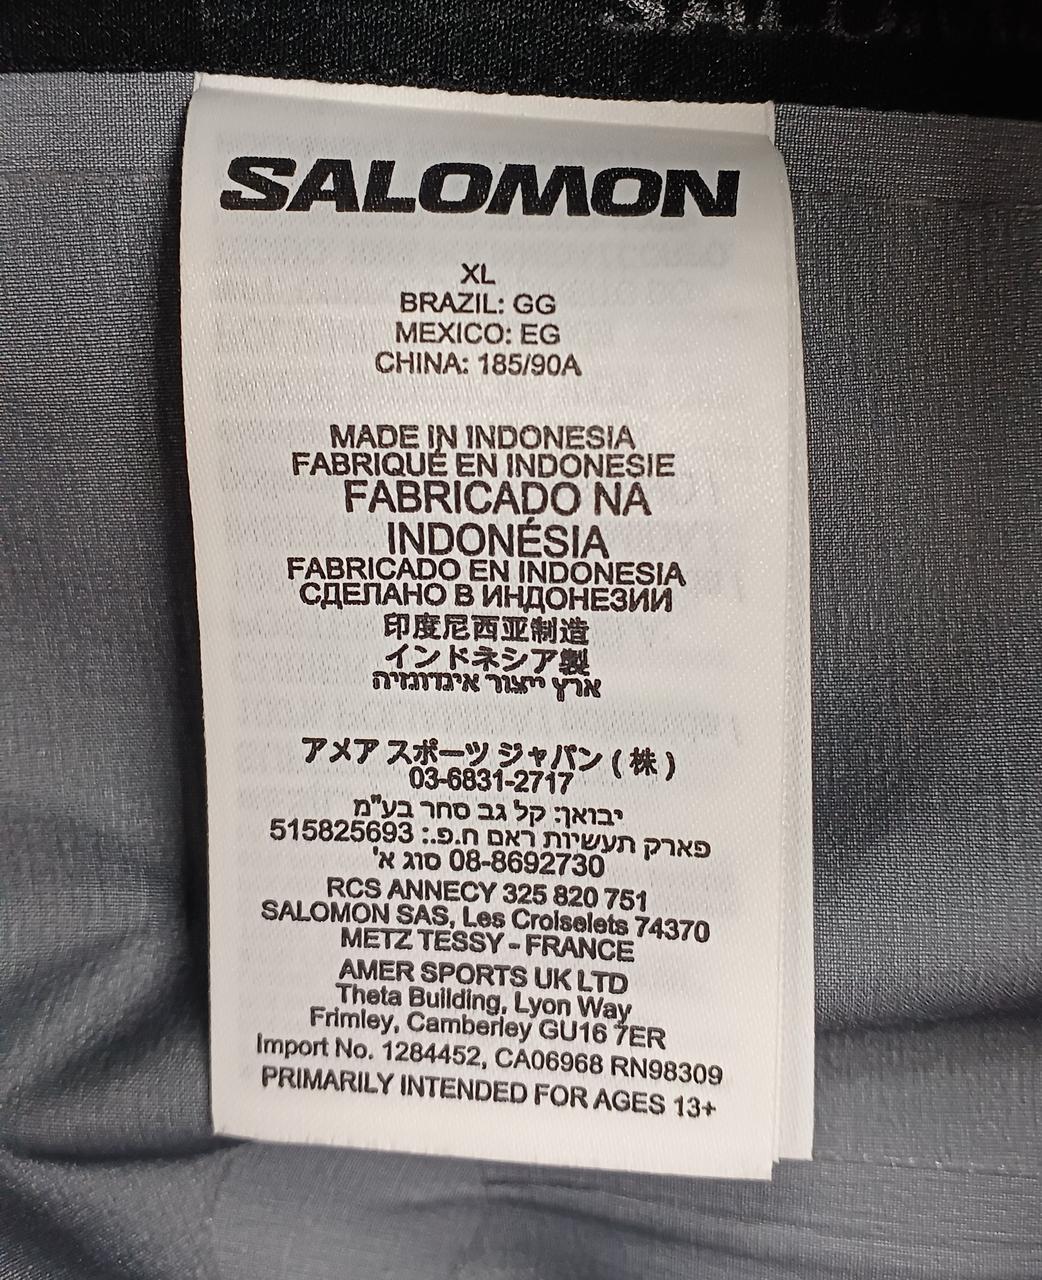 SALOMON
XL
BRAZIL: GG
MEXICO: EG
CHINA: 185/90A
MADE IN INDONESIA
FABRIQUÉ EN INDONESIE
FABRICADO NA
INDONÉSIA
FABRICADO EN INDONESIA
СДЕЛАНО В ИНДОНЕЗИИ
印度尼西亚制造
インドネシア製
ארץ ייצור אינדונזיה
アメア スポーツ ジャパン ( 株 )
03-6831-2717
יבואן: קל גב סחר בע"מ
פארק תעשיות ראם ח.פ.: 515825693
08-8692730 סוג א'
RCS ANNECY 325 820 751
SALOMON SAS, Les Croiselets 74370
METZ TESSY - FRANCE
AMER SPORTS UK LTD
Theta Building, Lyon Way
Frimley, Camberley GU16 7ER
Import No. 1284452, CA06968 RN98309
PRIMARILY INTENDED FOR AGES 13+